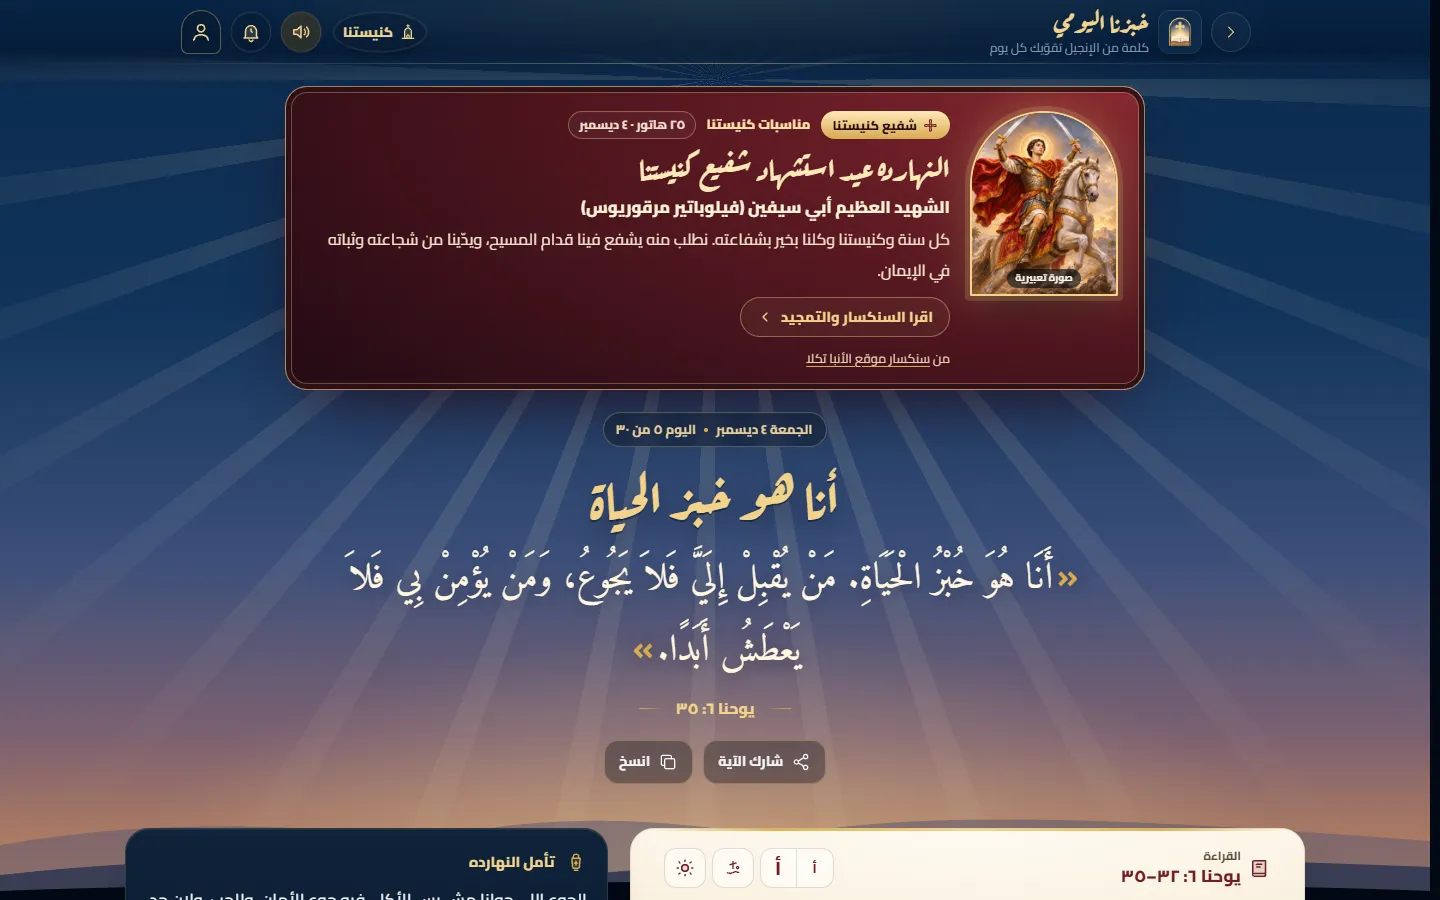 خبزنا اليومي
كلمة من الإنجيل تقوّيك كل يوم
كنيستنا
شفيع كنيستنا
مناسبات كنيستنا
٢٥ هاتور - ٤ ديسمبر
النهارده عيد استشهاد شفيع كنيستنا
الشهيد العظيم أبي سيفين (فيلوباتير مرقوريوس)
كل سنة وكنيستنا وكلنا بخير بشفاعته. نطلب منه يشفع فينا قدام المسيح، ويدّينا من شجاعته وثباته
في الإيمان.
صورة تعبيرية
اقرا السنكسار والتمجيد
من سنكسار موقع الأنبا تكلا
الجمعة ٤ ديسمبر • اليوم ٥ من ٣٠
أنا هو خبز الحياة
«أَنَا هُوَ خُبْزُ الْحَيَاةِ. مَنْ يُقْبِلْ إِلَيَّ فَلاَ يَجُوعُ، وَمَنْ يُؤْمِنْ بِي فَلاَ
يَعْطَشُ أَبَدًا.»
يوحنا ٦: ٣٥
شارك الآية
انسخ
القراءة
يوحنا ٦: ٣٢–٣٥
أ
أ
تأمل النهارده